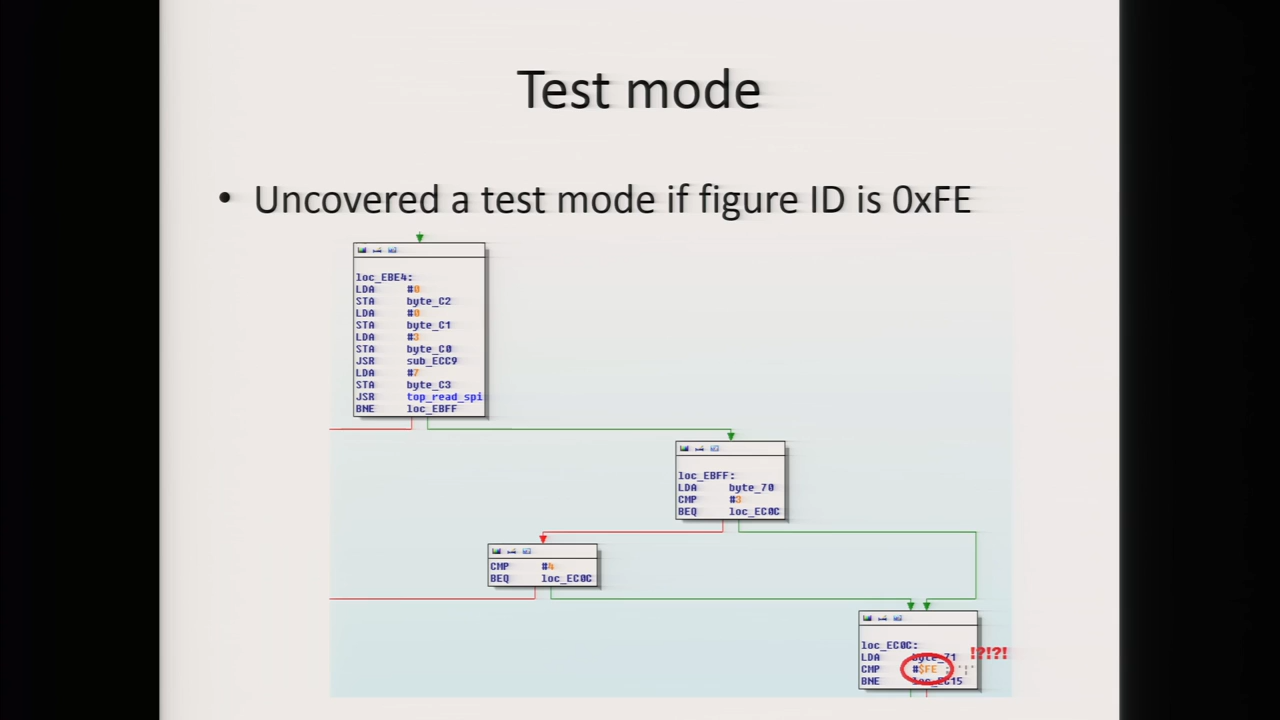 Test mode
• Uncovered a test mode if figure ID is 0xFE
loc_EBE4:
LDA #0
STA byte_C2
LDA #0
STA byte_C1
LDA #3
STA byte_C0
JSR sub_ECC9
LDA #7
STA byte_C3
JSR top_read_spi
BNE loc_EBFF
loc_EBFF:
LDA byte_70
CMP #3
BEQ loc_EC0C
CMP #4
BEQ loc_EC0C
loc_EC0C:
LDA byte_71 !?!?!
CMP #$FE
BNE loc_EC15